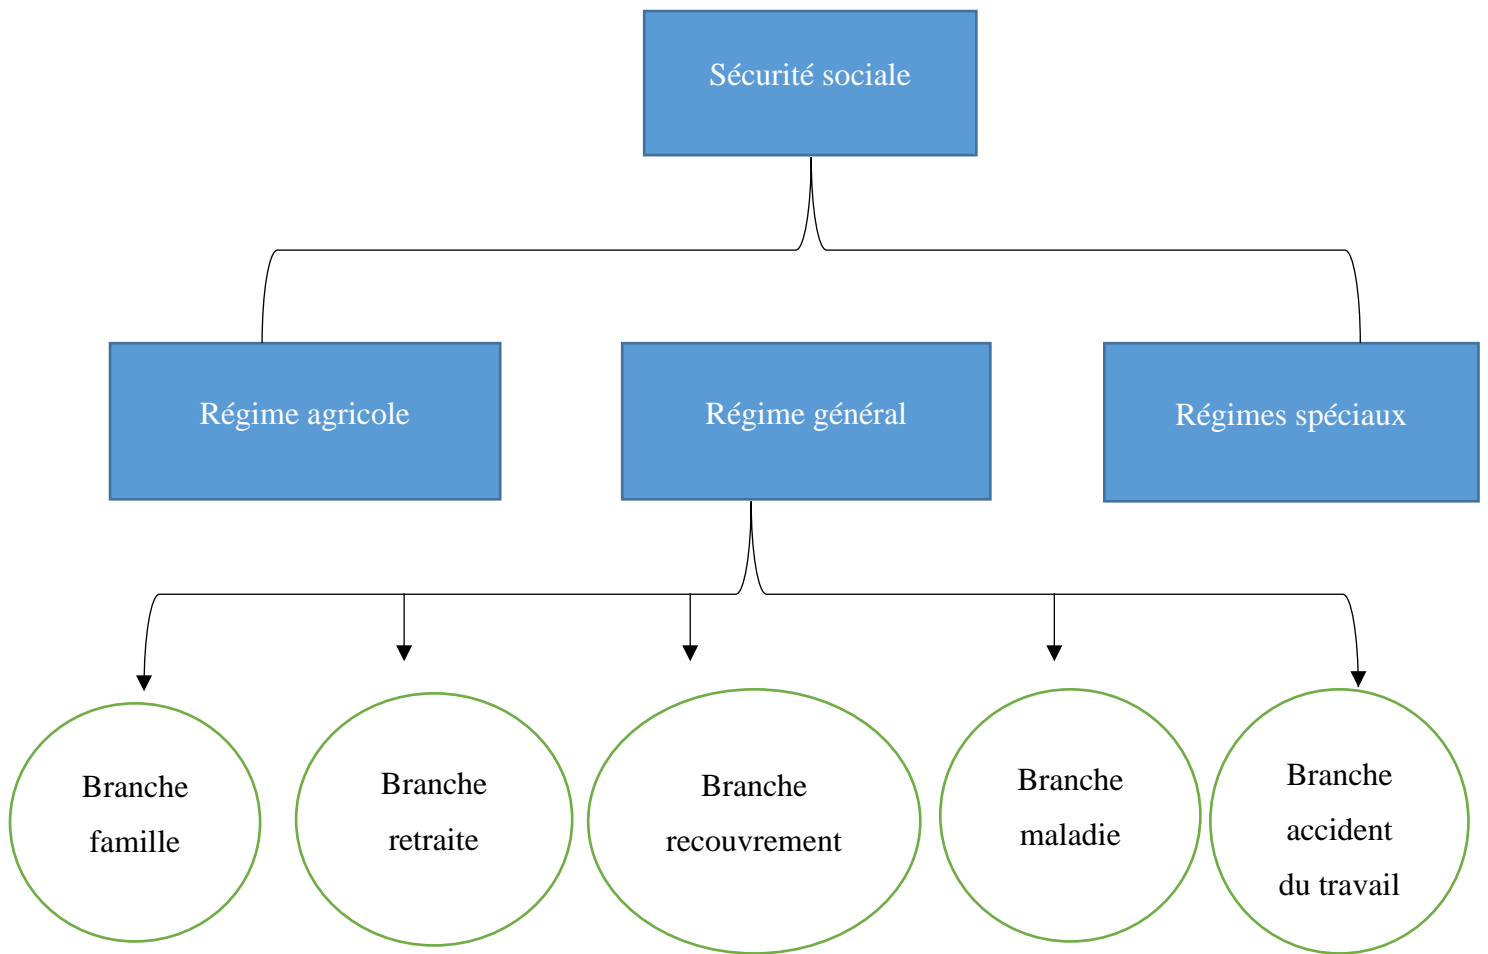 Sécurité sociale
Régime agricole
Régime général
Régimes spéciaux
Branche
famille
Branche
retraite
Branche
recouvrement
Branche
maladie
Branche
accident
du travail